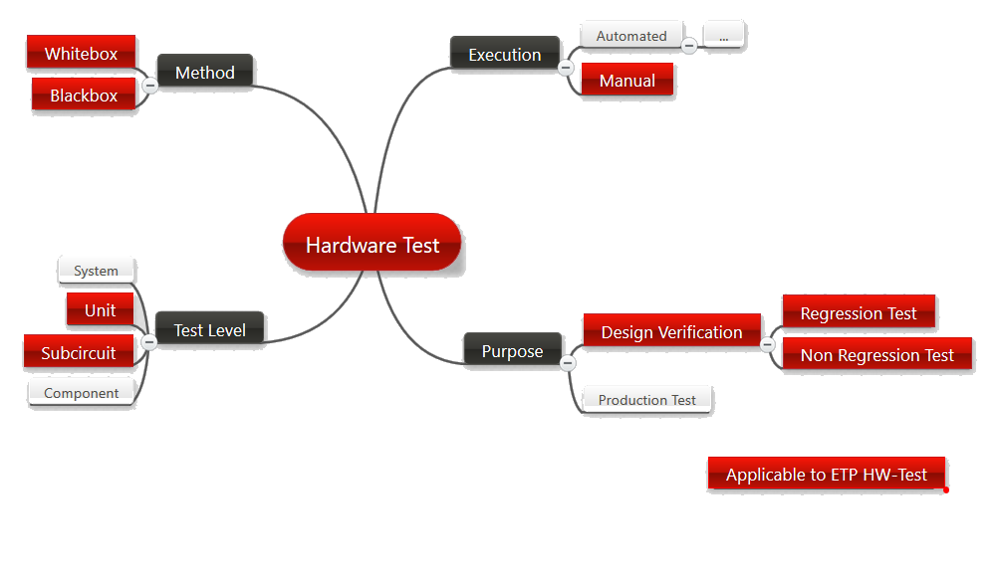 Whitebox
Blackbox
Method
Execution
Automated
...
Manual
Hardware Test
System
Unit
Subcircuit
Component
Test Level
Purpose
Design Verification
Regression Test
Non Regression Test
Production Test
Applicable to ETP HW-Test